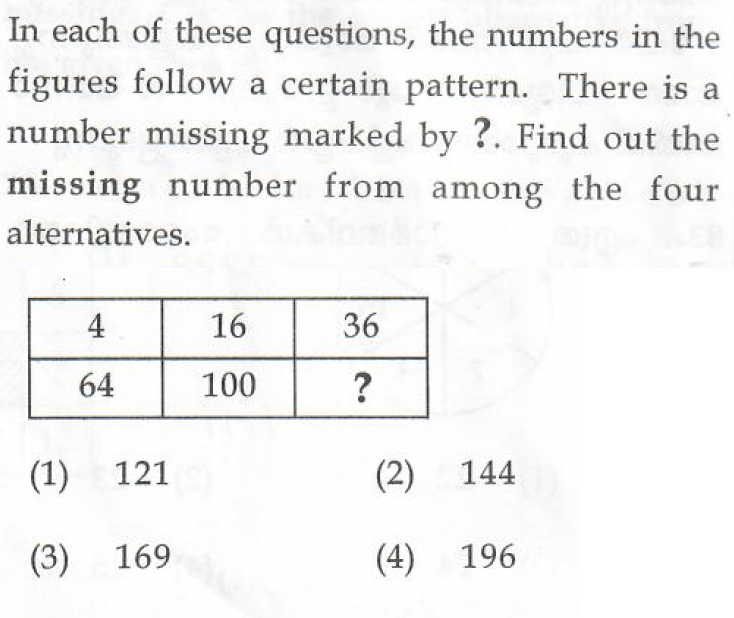 In each of these questions, the numbers in the
figures follow a certain pattern. There is a
number missing marked by ?. Find out the
missing number from among the four
alternatives.
4 16 36
64 100 ?
(1) 121 (2) 144
(3) 169 (4) 196